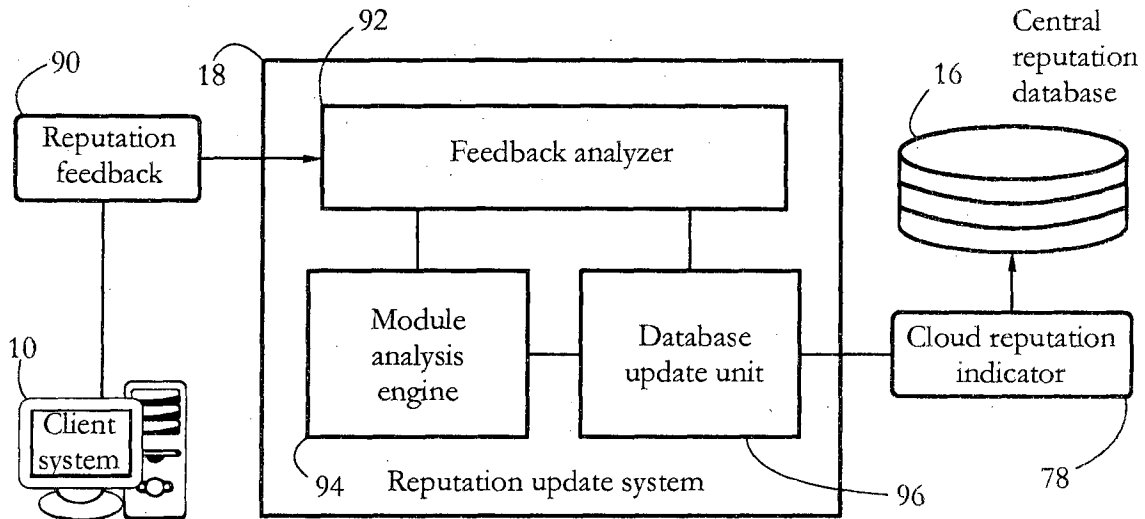 92
Central
reputation
database
90
18
16
Reputation
feedback
Feedback analyzer
Module
analysis
engine
Database
update unit
Cloud reputation
indicator
10
Client
system
94
Reputation update system
96
78